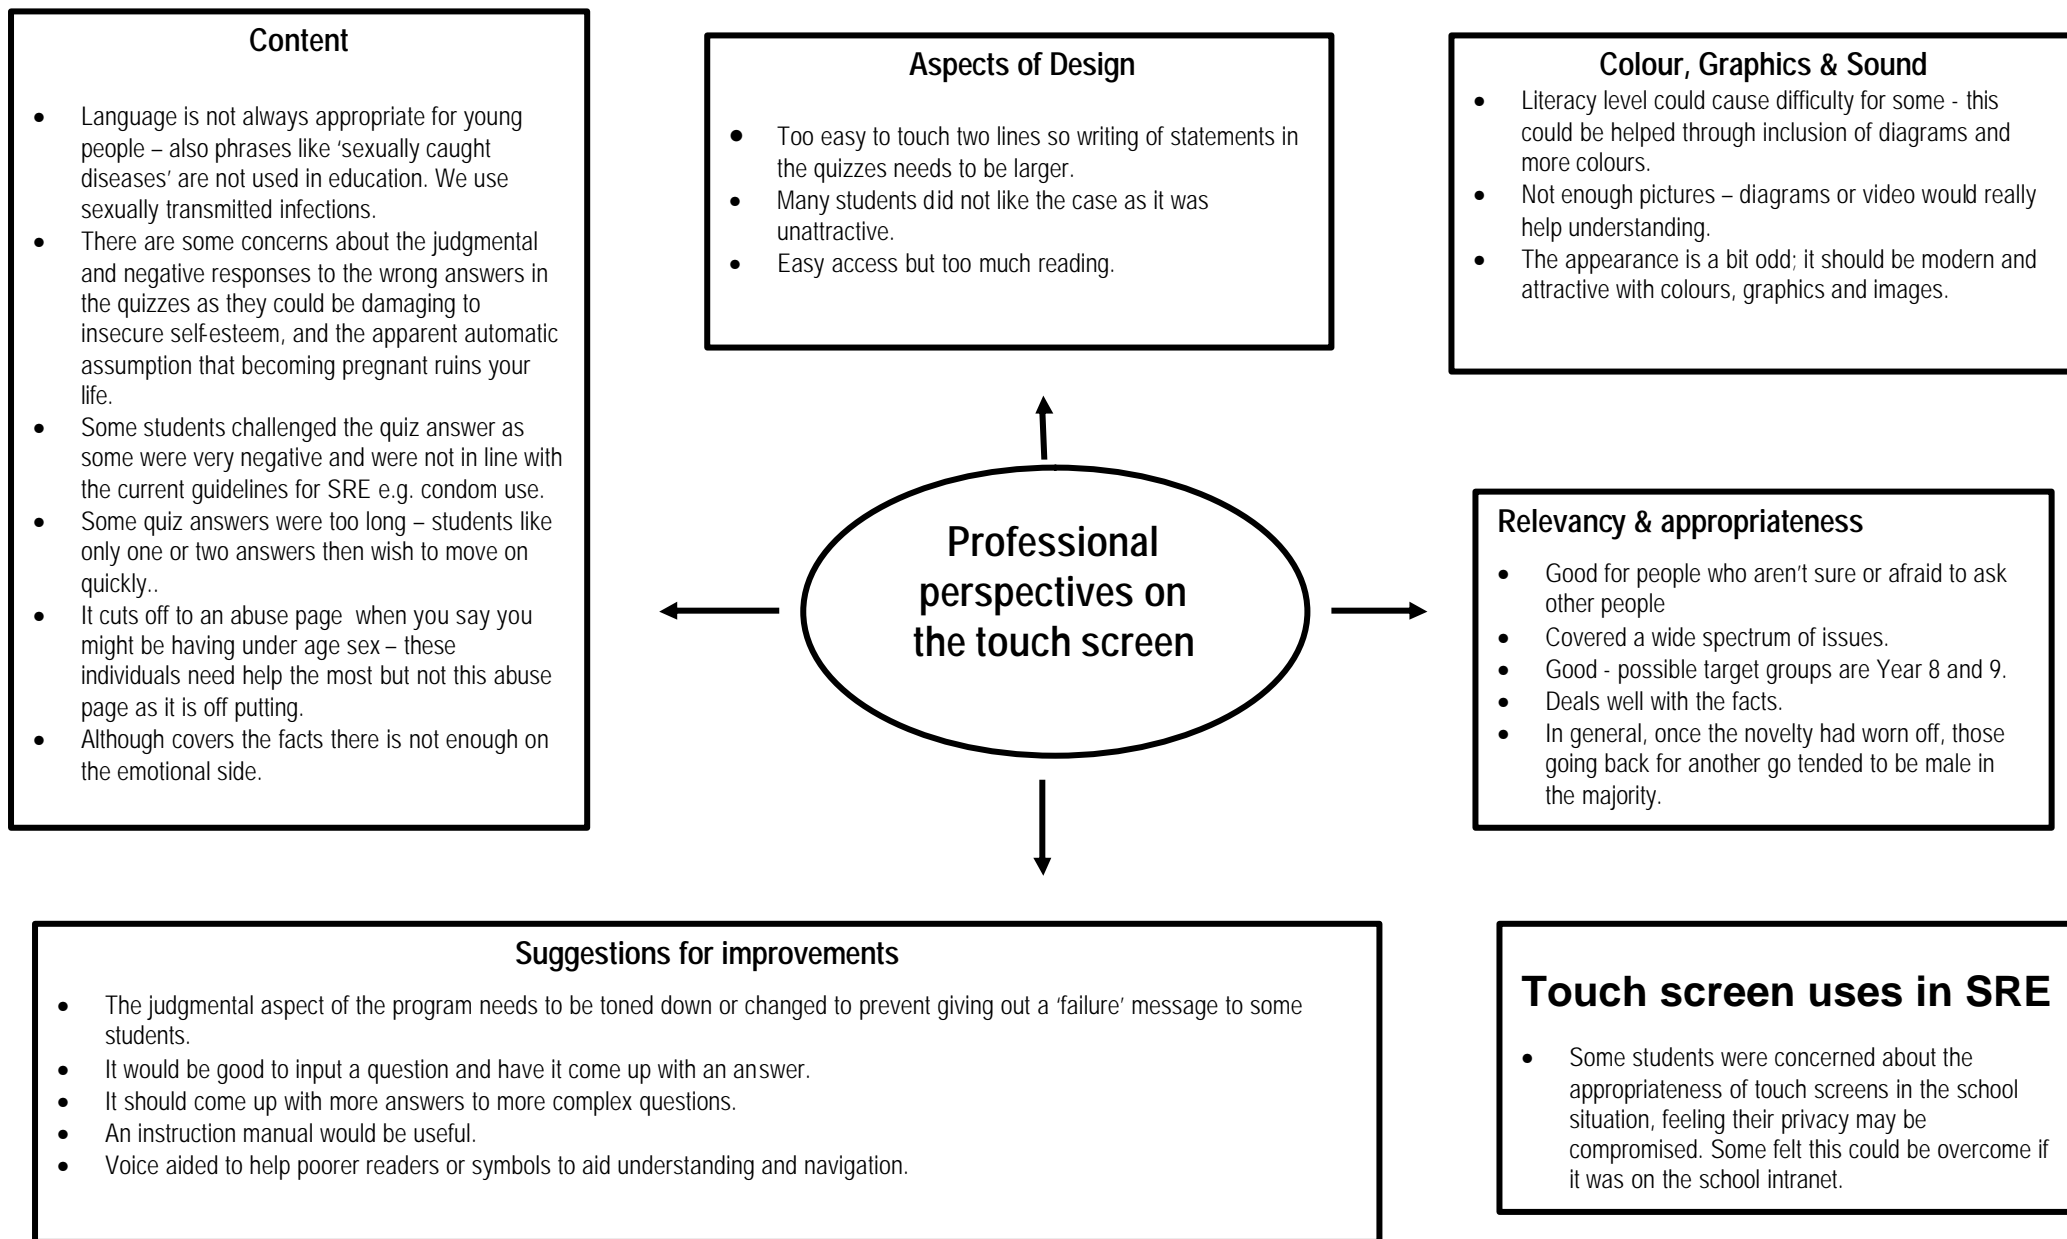 Content
• Language is not always appropriate for young
people – also phrases like ‘sexually caught
diseases’ are not used in education. We use
sexually transmitted infections.
• There are some concerns about the judgmental
and negative responses to the wrong answers in
the quizzes as they could be damaging to
insecure self-esteem, and the apparent automatic
assumption that becoming pregnant ruins your
life.
• Some students challenged the quiz answer as
some were very negative and were not in line with
the current guidelines for SRE e.g. condom use.
• Some quiz answers were too long – students like
only one or two answers then wish to move on
quickly..
• It cuts off to an abuse page when you say you
might be having under age sex – these
individuals need help the most but not this abuse
page as it is off putting.
• Although covers the facts there is not enough on
the emotional side.
Aspects of Design
• Too easy to touch two lines so writing of statements in
the quizzes needs to be larger.
• Many students did not like the case as it was
unattractive.
• Easy access but too much reading.
Colour, Graphics & Sound
• Literacy level could cause difficulty for some - this
could be helped through inclusion of diagrams and
more colours.
• Not enough pictures – diagrams or video would really
help understanding.
• The appearance is a bit odd; it should be modern and
attractive with colours, graphics and images.
Professional
perspectives on
the touch screen
Relevancy & appropriateness
• Good for people who aren’t sure or afraid to ask
other people
• Covered a wide spectrum of issues.
• Good - possible target groups are Year 8 and 9.
• Deals well with the facts.
• In general, once the novelty had worn off, those
going back for another go tended to be male in
the majority.
Suggestions for improvements
• The judgmental aspect of the program needs to be toned down or changed to prevent giving out a ‘failure’ message to some
students.
• It would be good to input a question and have it come up with an answer.
• It should come up with more answers to more complex questions.
• An instruction manual would be useful.
• Voice aided to help poorer readers or symbols to aid understanding and navigation.
Touch screen uses in SRE
• Some students were concerned about the
appropriateness of touch screens in the school
situation, feeling their privacy may be
compromised. Some felt this could be overcome if
it was on the school intranet.